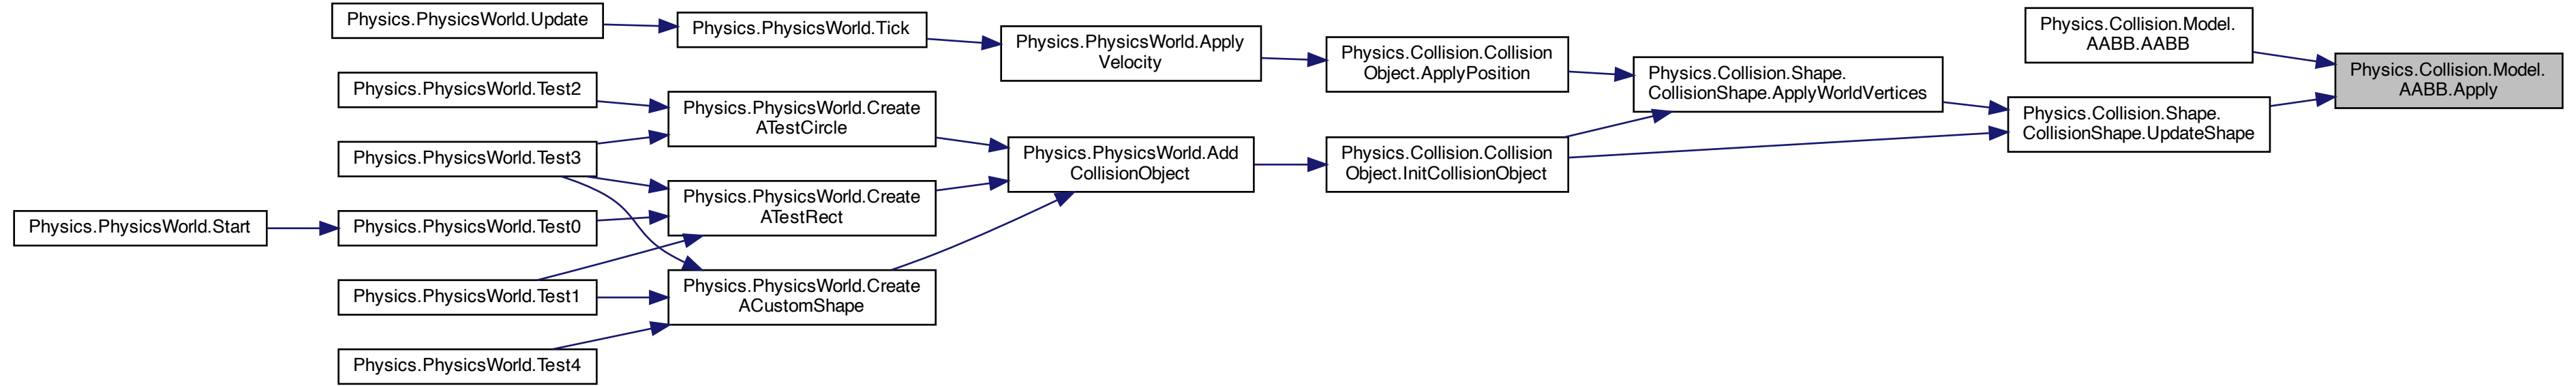 Physics.PhysicsWorld.Update
Physics.PhysicsWorld.Tick
Physics.PhysicsWorld.Apply
Velocity
Physics.Collision.Collision
Object.ApplyPosition
Physics.Collision.Shape.
CollisionShape.ApplyWorldVertices
Physics.Collision.Model.
AABB.AABB
Physics.Collision.Model.
AABB.Apply
Physics.Collision.Shape.
CollisionShape.UpdateShape
Physics.PhysicsWorld.Test2
Physics.PhysicsWorld.Create
ATestCircle
Physics.PhysicsWorld.Test3
Physics.PhysicsWorld.Add
CollisionObject
Physics.Collision.Collision
Object.InitCollisionObject
Physics.PhysicsWorld.Create
ATestRect
Physics.PhysicsWorld.Start
Physics.PhysicsWorld.Test0
Physics.PhysicsWorld.Test1
Physics.PhysicsWorld.Create
ACustomShape
Physics.PhysicsWorld.Test4